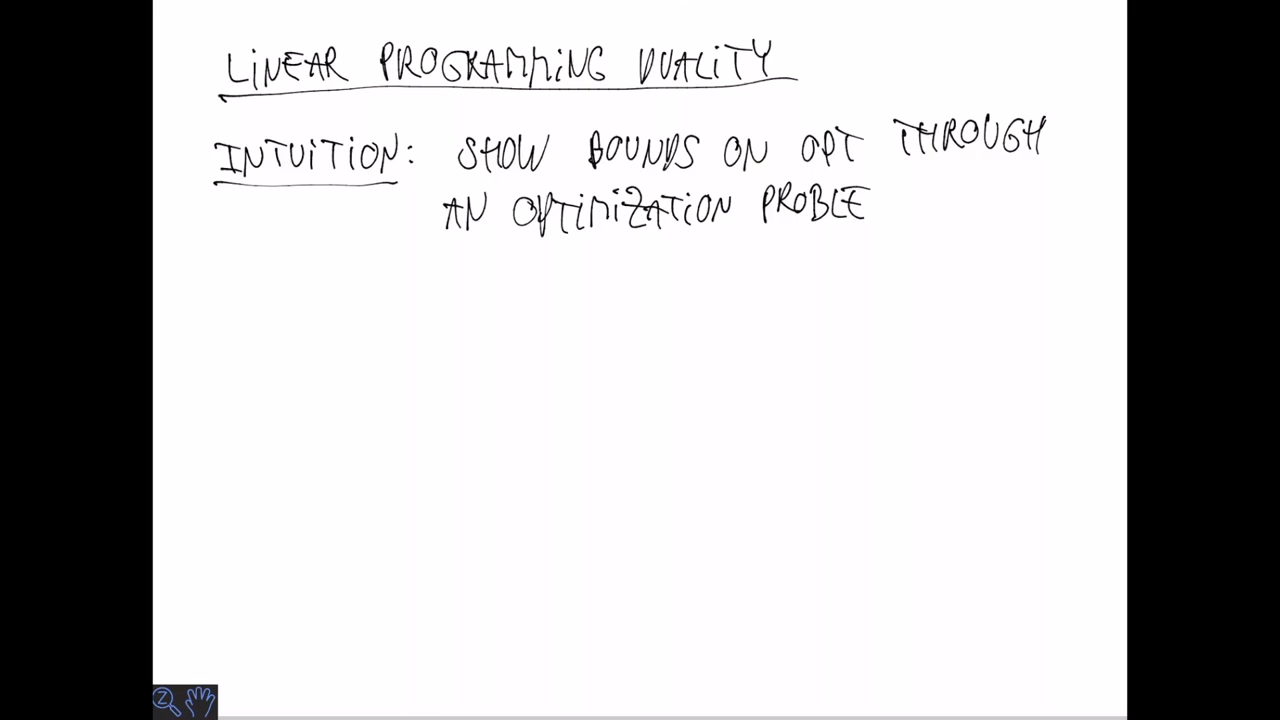 LINEAR PROGRAMMING DUALITY
INTUITION: SHOW BOUNDS ON OPT THROUGH
AN OPTIMIZATION PROBLE
Z